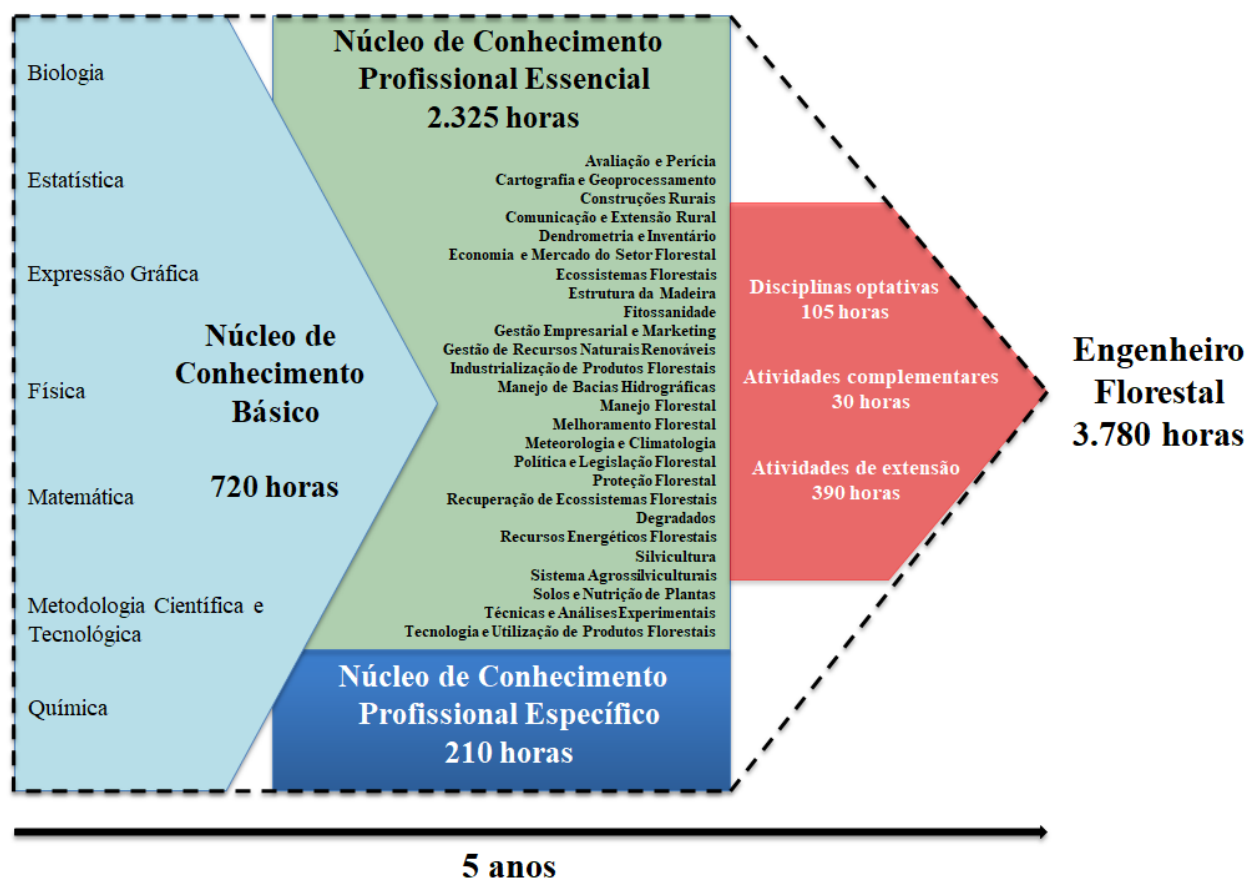 Biologia
Estatística
Expressão Gráfica
Física
Matemática
Metodologia Científica e
Tecnológica
Química
Núcleo de
Conhecimento
Básico
720 horas
Núcleo de Conhecimento
Profissional Essencial
2.325 horas
Avaliação e Perícia
Cartografia e Geoprocessamento
Construções Rurais
Comunicação e Extensão Rural
Dendrometria e Inventário
Economia e Mercado do Setor Florestal
Ecossistemas Florestais
Estrutura da Madeira
Fitossanidade
Gestão Empresarial e Marketing
Gestão de Recursos Naturais Renováveis
Industrialização de Produtos Florestais
Manejo de Bacias Hidrográficas
Manejo Florestal
Melhoramento Florestal
Meteorologia e Climatologia
Política e Legislação Florestal
Proteção Florestal
Recuperação de Ecossistemas Florestais
Degradados
Recursos Energéticos Florestais
Silvicultura
Sistema Agrossilviculturais
Solos e Nutrição de Plantas
Técnicas e Análises Experimentais
Tecnologia e Utilização de Produtos Florestais
Núcleo de Conhecimento
Profissional Específico
210 horas
Disciplinas optativas
105 horas
Atividades complementares
30 horas
Atividades de extensão
390 horas
Engenheiro
Florestal
3.780 horas
5 anos